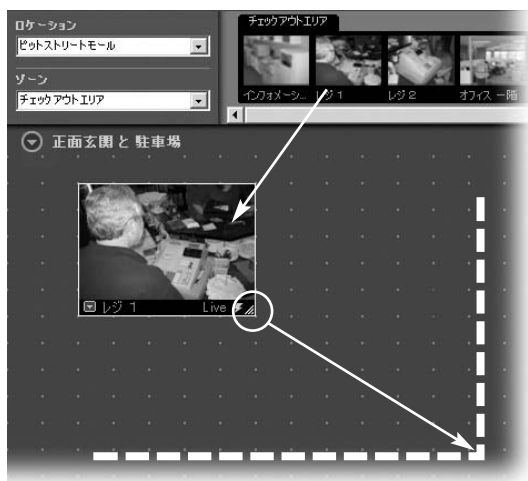 ロケーション
ピットストリートモール
ゾーン
チェックアウトエリア
チェックアウトエリア
インフォメーシ...
レジ 1
レジ 2
オフィス 一階
正面玄関 と 駐車場
レジ 1
Live